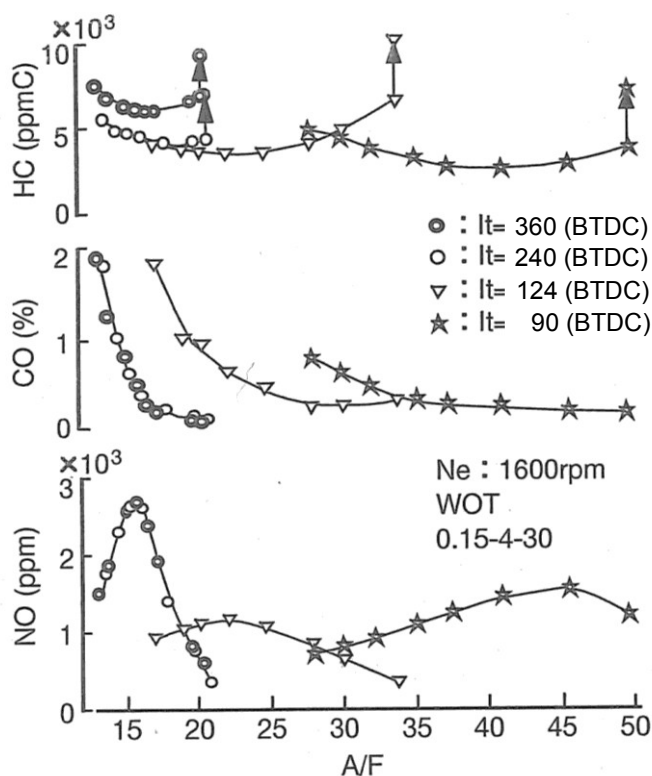 ×10³
10
5
0
HC (ppmC)
◎ : It= 360 (BTDC)
○ : It= 240 (BTDC)
▽ : It= 124 (BTDC)
☆ : It= 90 (BTDC)
2
1
0
CO (%)
×10³
3
2
1
0
NO (ppm)
Ne : 1600rpm
WOT
0.15-4-30
15 20 25 30 35 40 45 50
A/F